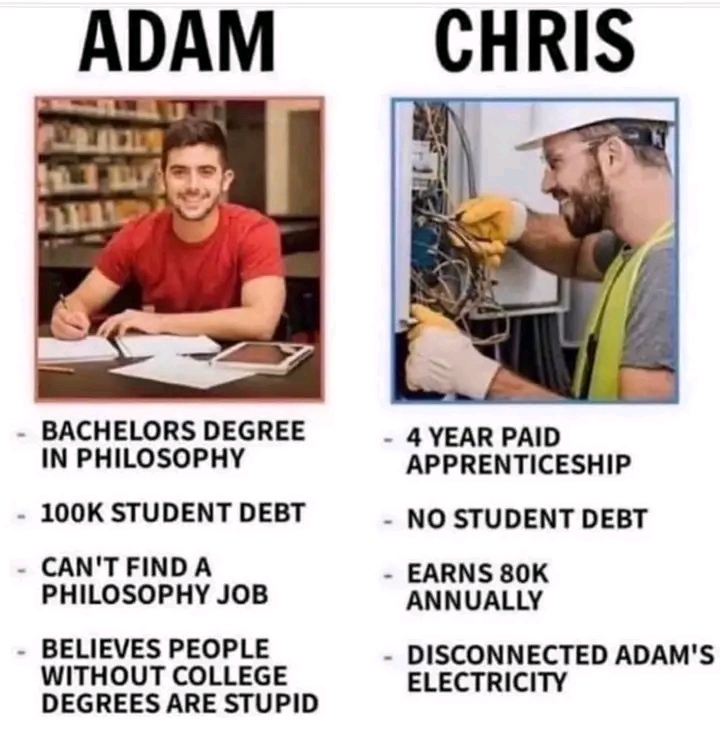 ADAM
- BACHELORS DEGREE
IN PHILOSOPHY
- 100K STUDENT DEBT
- CAN'T FIND A
PHILOSOPHY JOB
- BELIEVES PEOPLE
WITHOUT COLLEGE
DEGREES ARE STUPID
CHRIS
- 4 YEAR PAID
APPRENTICESHIP
- NO STUDENT DEBT
- EARNS 80K
ANNUALLY
- DISCONNECTED ADAM'S
ELECTRICITY